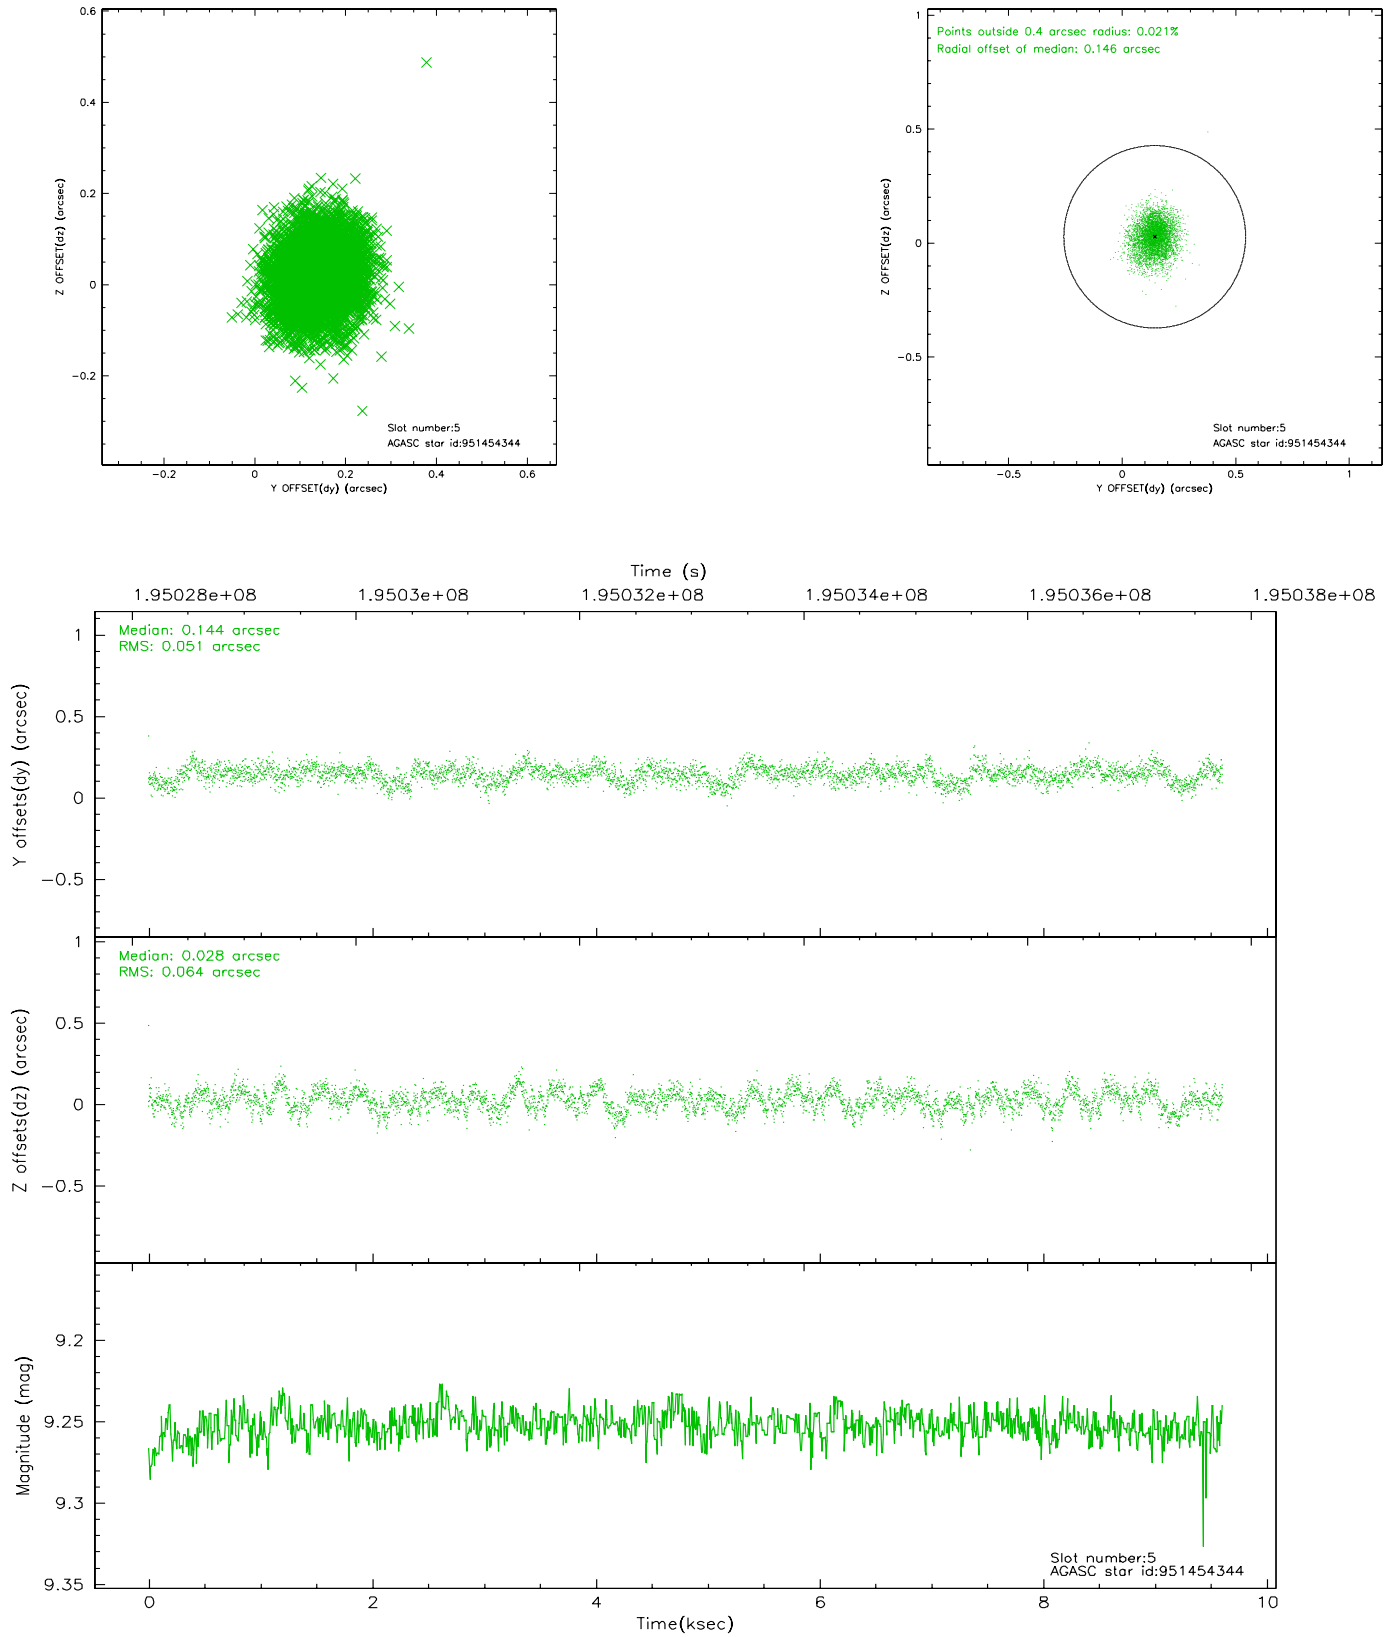 0.6
0.4
0.2
0
−0.2
Z OFFSET(dz) (arcsec)
Slot number:5
AGASC star id:951454344
−0.2 0 0.2 0.4 0.6
Y OFFSET(dy) (arcsec)
1
0.5
0
−0.5
Z OFFSET(dz) (arcsec)
Points outside 0.4 arcsec radius: 0.021%
Radial offset of median: 0.146 arcsec
Slot number:5
AGASC star id:951454344
−0.5 0 0.5 1
Y OFFSET(dy) (arcsec)
Time (s)
1.95028e+08 1.9503e+08 1.95032e+08 1.95034e+08 1.95036e+08 1.95038e+08
Median: 0.144 arcsec
RMS: 0.051 arcsec
1
0.5
0
−0.5
Y offsets(dy) (arcsec)
Median: 0.028 arcsec
RMS: 0.064 arcsec
1
0.5
0
−0.5
Z offsets(dz) (arcsec)
9.2
9.25
9.3
9.35
Magnitude (mag)
Slot number:5
AGASC star id:951454344
0 2 4 6 8 10
Time(ksec)